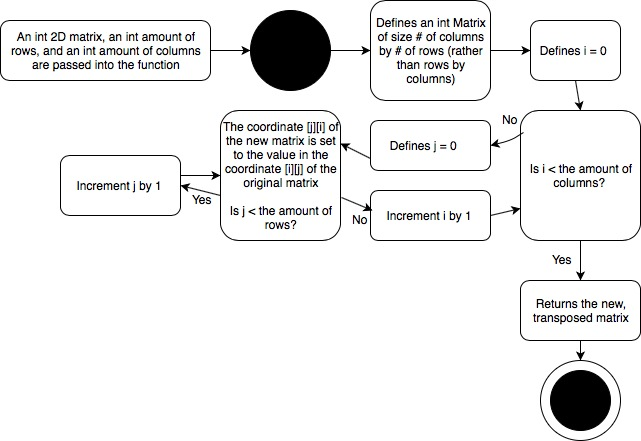 An int 2D matrix, an int amount of
rows, and an int amount of columns
are passed into the function
Defines an int Matrix
of size # of columns
by # of rows (rather
than rows by
columns)
Defines i = 0
No
The coordinate [j][i] of
the new matrix is set
to the value in the
coordinate [i][j] of the
original matrix
Is j < the amount of
rows?
Defines j = 0
Is i < the amount of
columns?
Increment j by 1
Yes
No
Increment i by 1
Yes
Returns the new,
transposed matrix